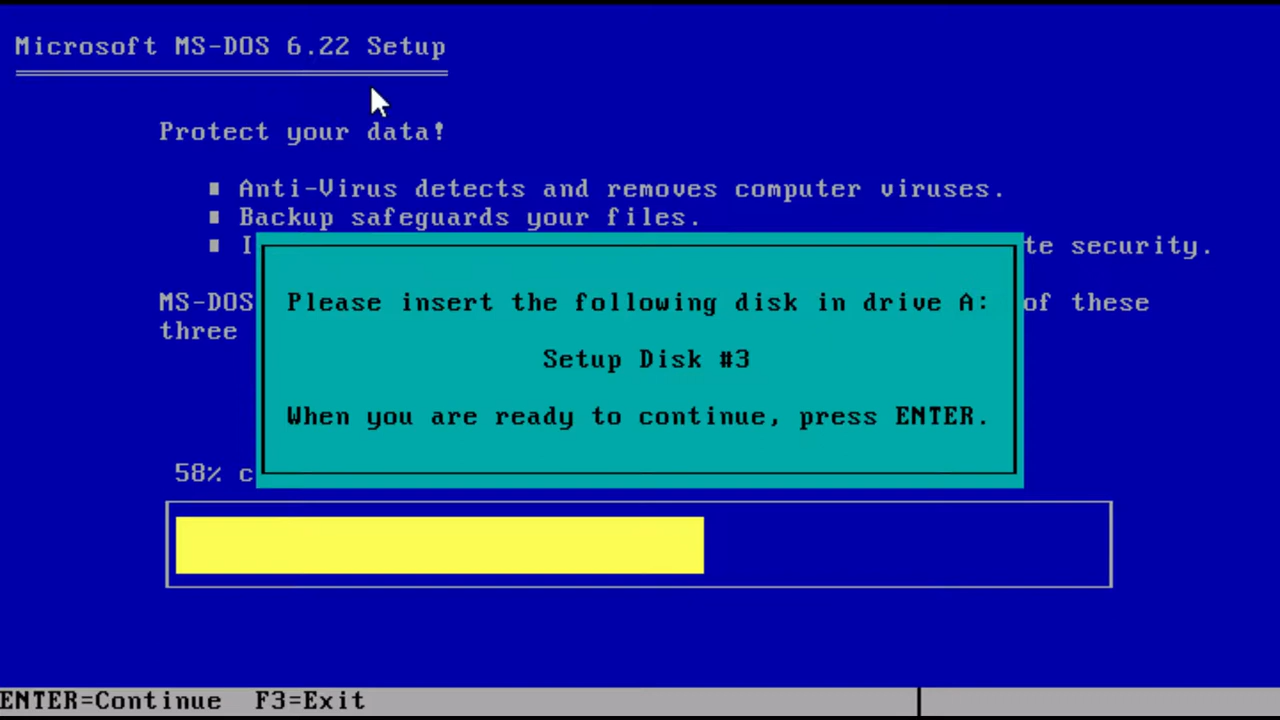 Microsoft MS-DOS 6.22 Setup
Protect your data!
Anti-Virus detects and removes computer viruses.
Backup safeguards your files.
te security.
MS-DOS of these
three
Please insert the following disk in drive A:
Setup Disk #3
When you are ready to continue, press ENTER.
58% c
ENTER=Continue F3=Exit